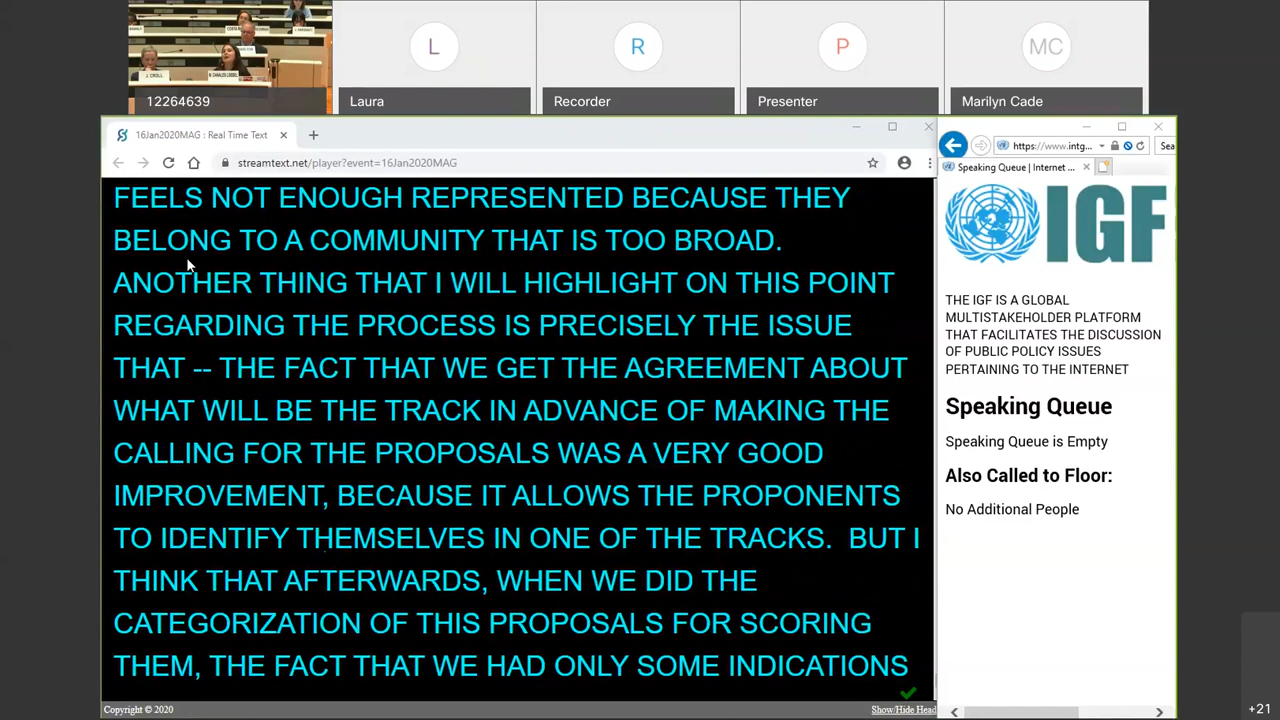 J. CROLL
12264639
L
Laura
R
Recorder
P
Presenter
MC
Marilyn Cade
16Jan2020MAG : Real Time Text
streamtext.net/player?event=16Jan2020MAG
FEELS NOT ENOUGH REPRESENTED BECAUSE THEY
BELONG TO A COMMUNITY THAT IS TOO BROAD.
ANOTHER THING THAT I WILL HIGHLIGHT ON THIS POINT
REGARDING THE PROCESS IS PRECISELY THE ISSUE
THAT -- THE FACT THAT WE GET THE AGREEMENT ABOUT
WHAT WILL BE THE TRACK IN ADVANCE OF MAKING THE
CALLING FOR THE PROPOSALS WAS A VERY GOOD
IMPROVEMENT, BECAUSE IT ALLOWS THE PROPONENTS
TO IDENTIFY THEMSELVES IN ONE OF THE TRACKS.  BUT I
THINK THAT AFTERWARDS, WHEN WE DID THE
CATEGORIZATION OF THIS PROPOSALS FOR SCORING
THEM, THE FACT THAT WE HAD ONLY SOME INDICATIONS
Copyright © 2020
Show/Hide Head
https://www.intg...
Sea
Speaking Queue | Internet ...
IGF
THE IGF IS A GLOBAL
MULTISTAKEHOLDER PLATFORM
THAT FACILITATES THE DISCUSSION
OF PUBLIC POLICY ISSUES
PERTAINING TO THE INTERNET
Speaking Queue
Speaking Queue is Empty
Also Called to Floor:
No Additional People
+21